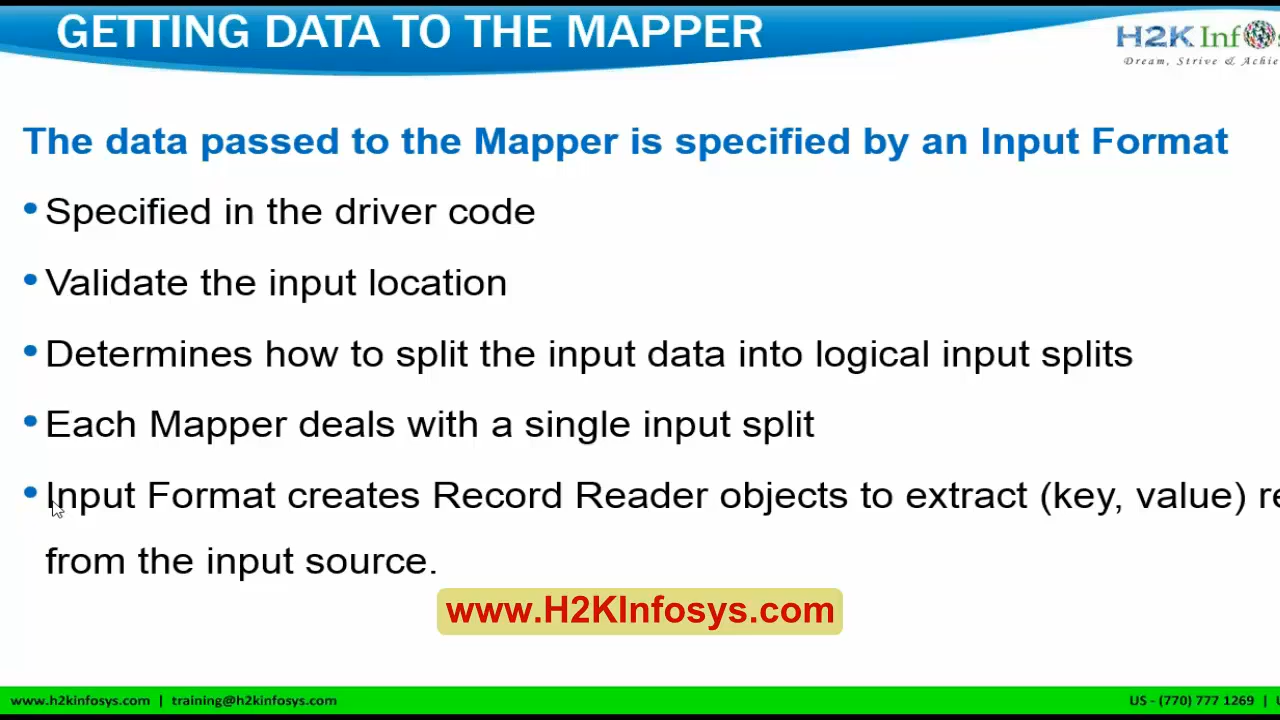 GETTING DATA TO THE MAPPER
H2K Inf
Dream, Strive &
The data passed to the Mapper is specified by an Input Format
• Specified in the driver code
• Validate the input location
• Determines how to split the input data into logical input splits
• Each Mapper deals with a single input split
• Input Format creates Record Reader objects to extract (key, value)
from the input source.
www.H2KInfosys.com
www.h2kinfosys.com | training@h2kinfosys.com
US - (770) 777 1269 |